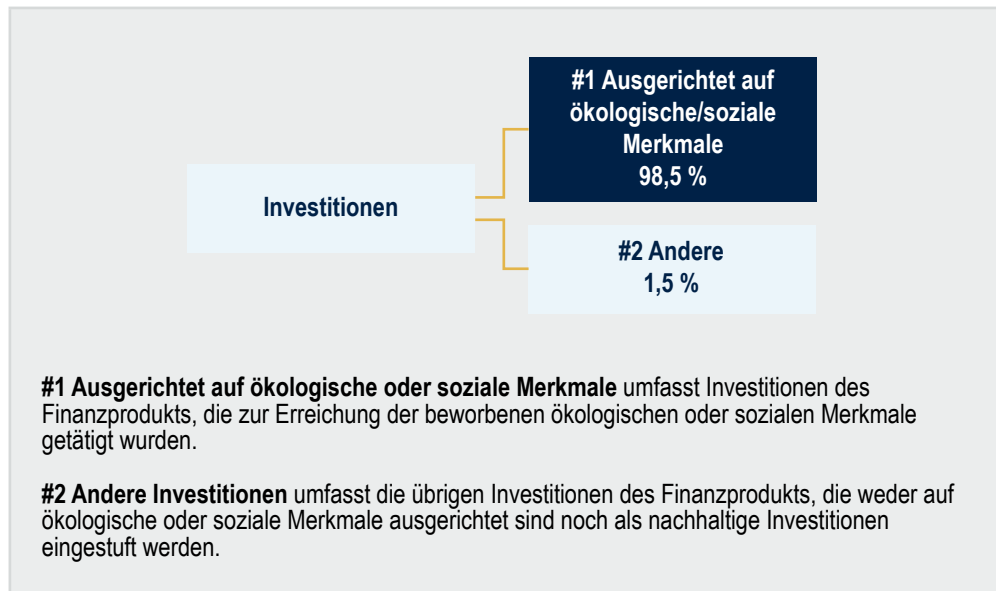 #1 Ausgerichtet auf
ökologische/soziale
Merkmale
98,5 %
Investitionen
#2 Andere
1,5 %
#1 Ausgerichtet auf ökologische oder soziale Merkmale umfasst Investitionen des
Finanzprodukts, die zur Erreichung der beworbenen ökologischen oder sozialen Merkmale
getätigt wurden.
#2 Andere Investitionen umfasst die übrigen Investitionen des Finanzprodukts, die weder auf
ökologische oder soziale Merkmale ausgerichtet sind noch als nachhaltige Investitionen
eingestuft werden.